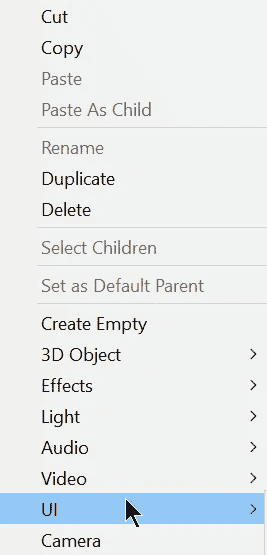 Cut
Copy
Paste
Paste As Child
Rename
Duplicate
Delete
Select Children
Set as Default Parent
Create Empty
3D Object
Effects
Light
Audio
Video
UI
Camera